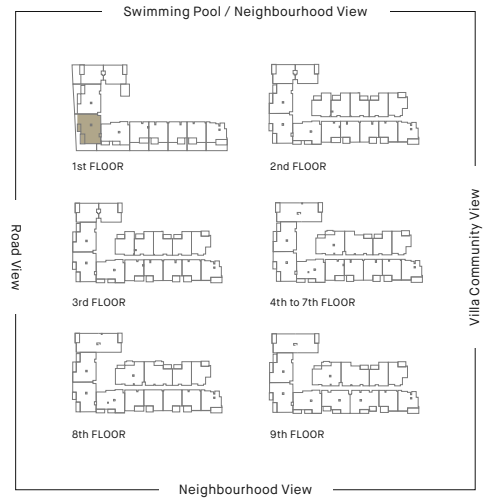 Swimming Pool / Neighbourhood View
1st FLOOR
2nd FLOOR
Road View
Villa Community View
3rd FLOOR
4th to 7th FLOOR
8th FLOOR
9th FLOOR
Neighbourhood View